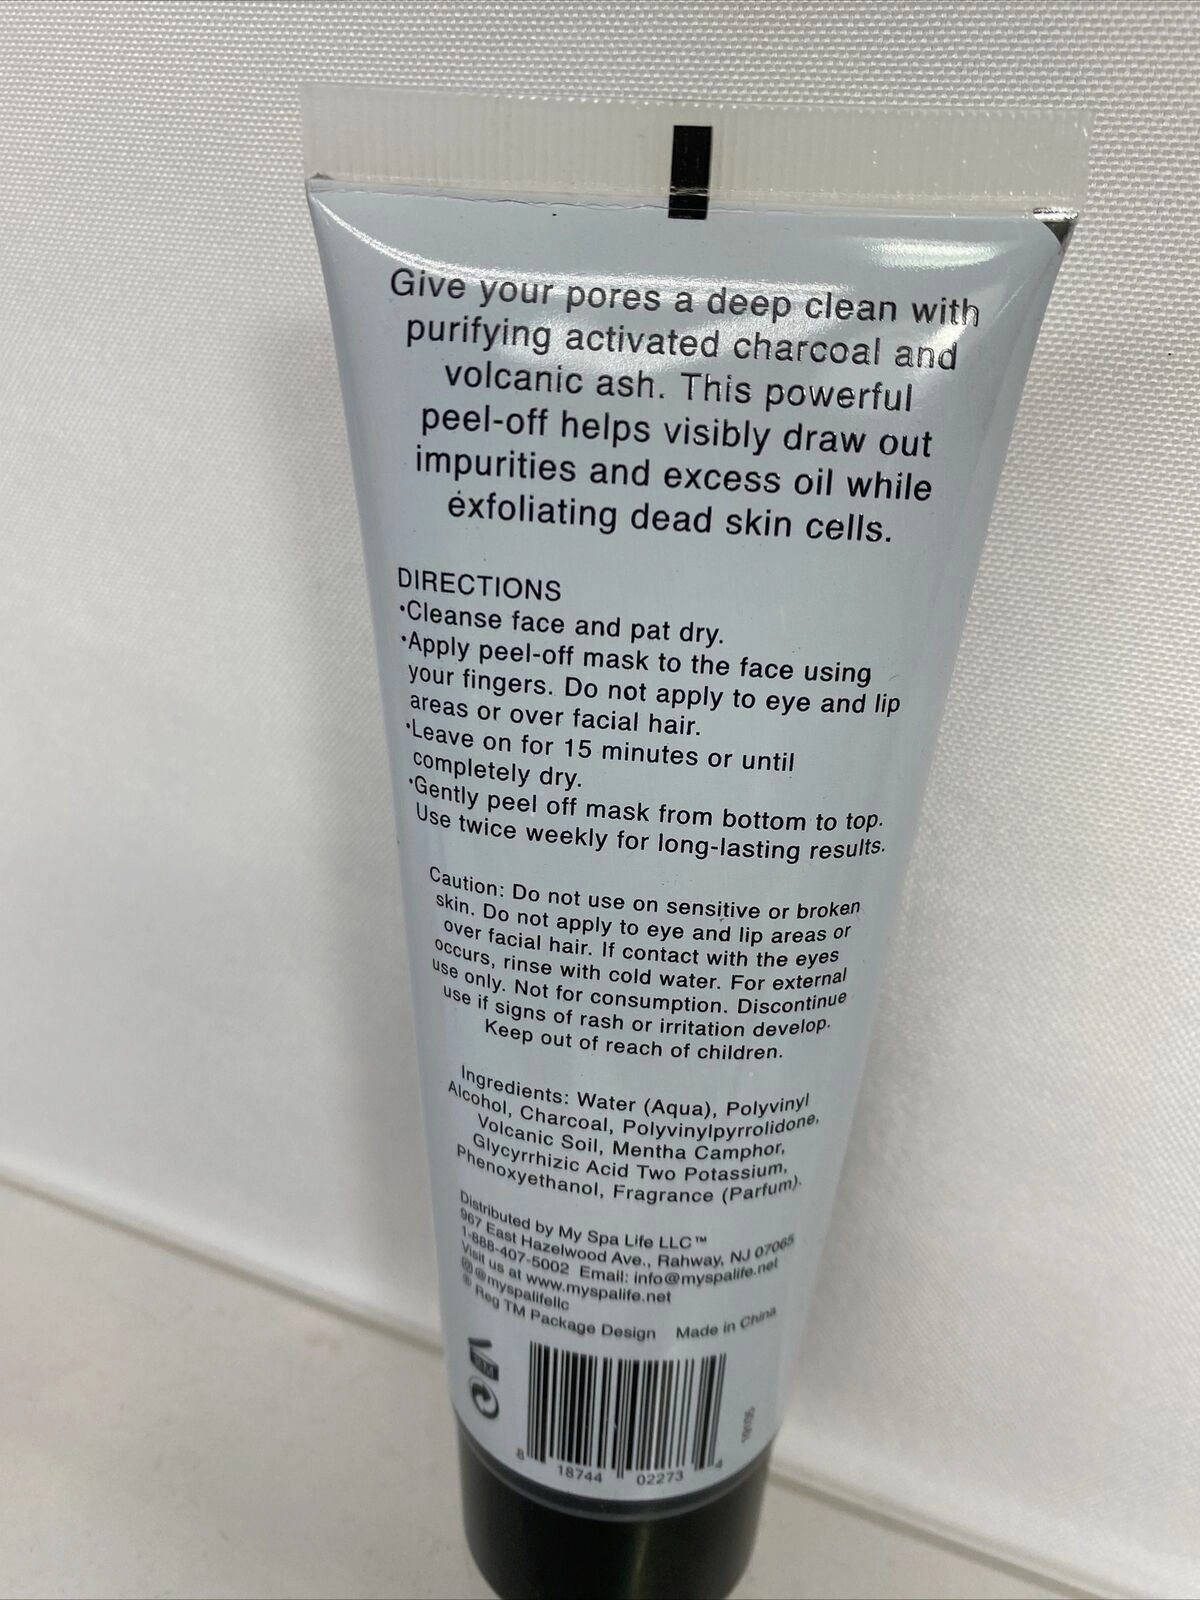 Give your pores a deep clean with
purifying activated charcoal and
volcanic ash. This powerful
peel-off helps visibly draw out
impurities and excess oil while
exfoliating dead skin cells.
DIRECTIONS
•Cleanse face and pat dry.
•Apply peel-off mask to the face using
your fingers. Do not apply to eye and lip
areas or over facial hair.
•Leave on for 15 minutes or until
completely dry.
•Gently peel off mask from bottom to top.
Use twice weekly for long-lasting results.
Caution: Do not use on sensitive or broken
skin. Do not apply to eye and lip areas or
over facial hair. If contact with the eyes
occurs, rinse with cold water. For external
use only. Not for consumption. Discontinue
use if signs of rash or irritation develop.
Keep out of reach of children.
Ingredients: Water (Aqua), Polyvinyl
Alcohol, Charcoal, Polyvinylpyrrolidone,
Volcanic Soil, Mentha Camphor,
Glycyrrhizic Acid Two Potassium,
Phenoxyethanol, Fragrance (Parfum).
Distributed by My Spa Life LLC™
967 East Hazelwood Ave., Rahway, NJ 07065
1-888-407-5002 Email: info@myspalife.net
Visit us at www.myspalife.net
@myspalifellc
® Reg TM Package Design Made in China
8 18744 02273 4